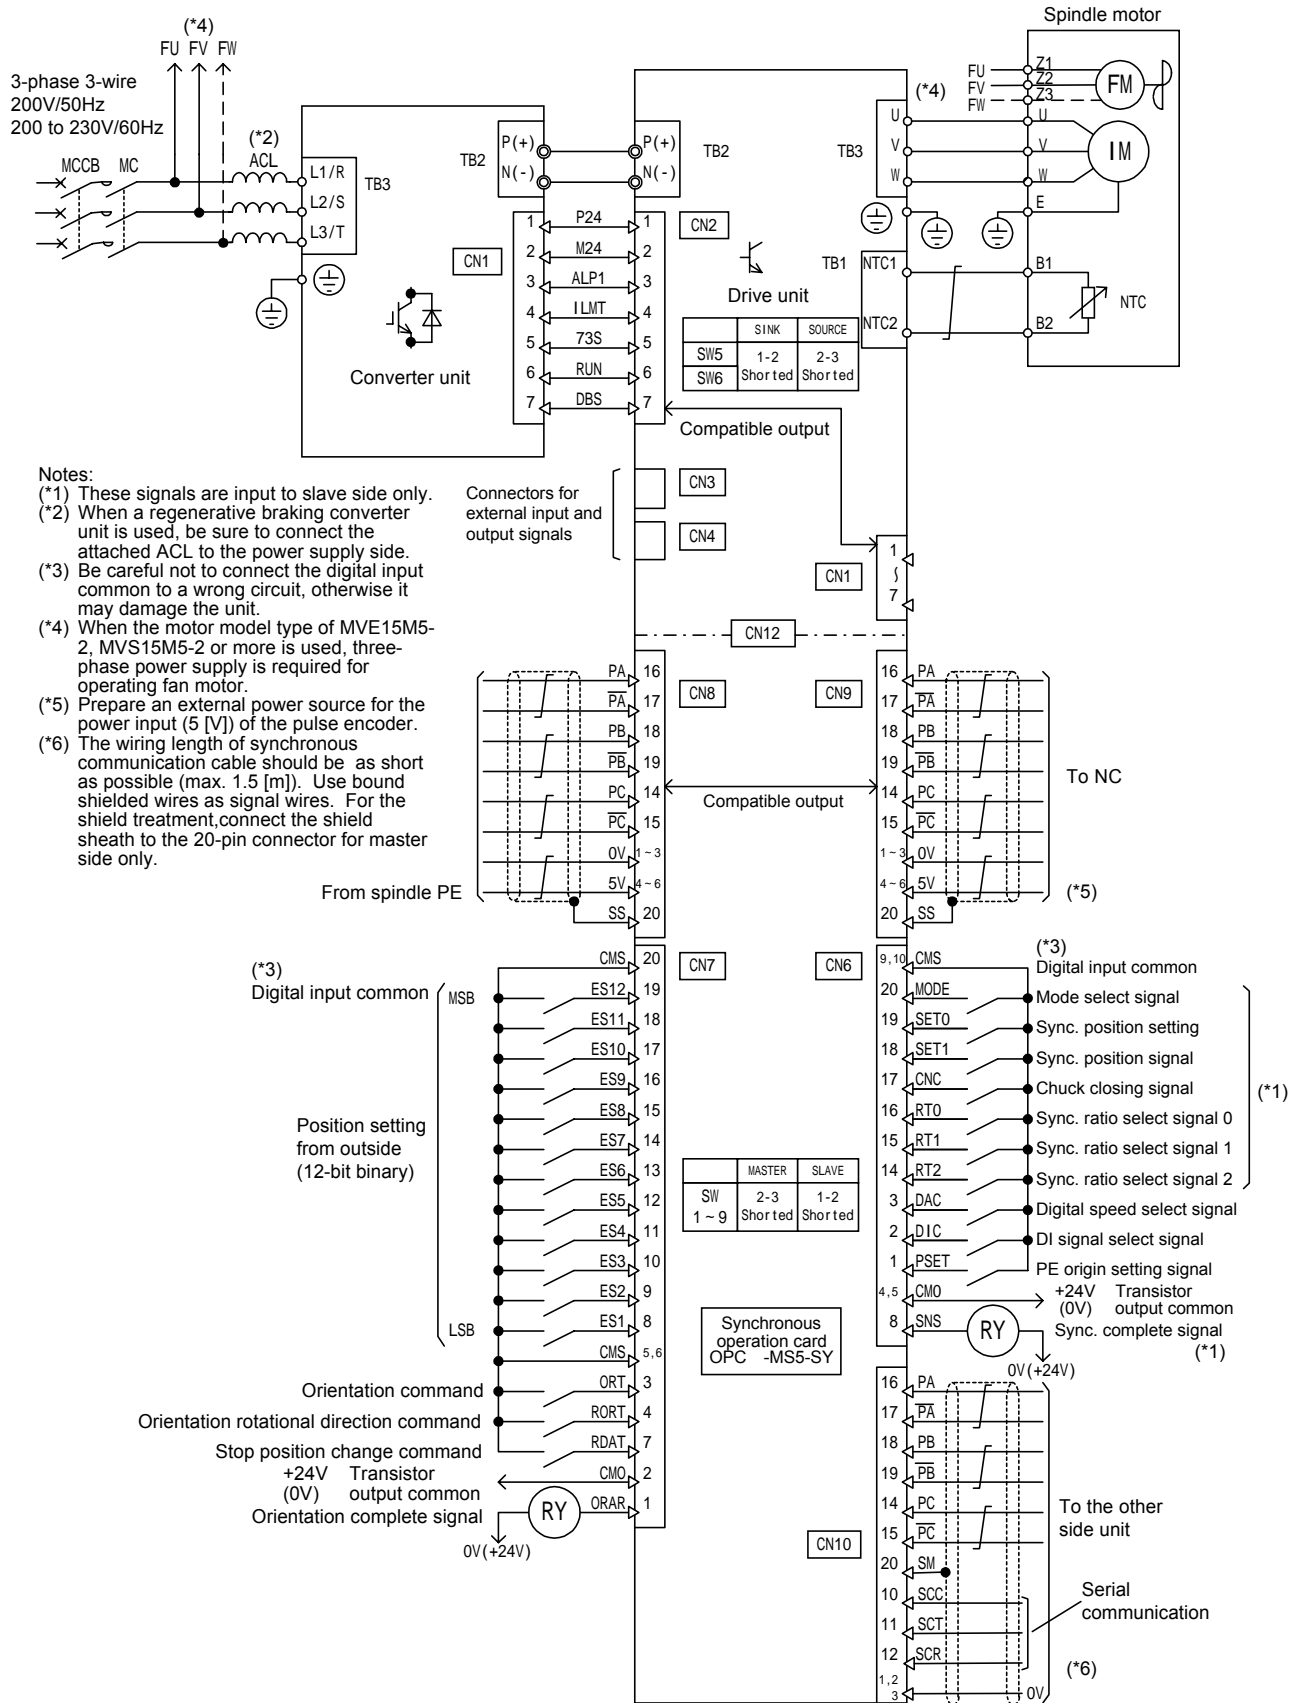 (*4)
FU FV FW
3-phase 3-wire
200V/50Hz
200 to 230V/60Hz
MCCB MC
(*2)
ACL
L1/R
L2/S
L3/T
TB3
Converter unit
TB2
P(+)
N(-)
P(+)
N(-)
TB2
CN1
CN2
1 P24 1
2 M24 2
3 ALP1 3
4 ILMT 4
5 73S 5
6 RUN 6
7 DBS 7
Drive unit
SINK SOURCE
SW5
SW6
1-2 Shorted
2-3 Shorted
Compatible output
Spindle motor
FU
FV
FW
(*4)
Z1
Z2
Z3
FM
TB3
U U
V V
W W
E
IM
TB1
NTC1 B1
NTC2 B2
NTC
CN1
1
7
Connectors for
external input and
output signals
CN3
CN4
CN12
Notes:
(*1) These signals are input to slave side only.
(*2) When a regenerative braking converter
unit is used, be sure to connect the
attached ACL to the power supply side.
(*3) Be careful not to connect the digital input
common to a wrong circuit, otherwise it
may damage the unit.
(*4) When the motor model type of MVE15M5-
2, MVS15M5-2 or more is used, three-
phase power supply is required for
operating fan motor.
(*5) Prepare an external power source for the
power input (5 [V]) of the pulse encoder.
(*6) The wiring length of synchronous
communication cable should be as short
as possible (max. 1.5 [m]). Use bound
shielded wires as signal wires. For the
shield treatment,connect the shield
sheath to the 20-pin connector for master
side only.
From spindle PE
CN8
PA 16
P̅A̅ 17
PB 18
P̅B̅ 19
PC 14
P̅C̅ 15
0V 1~3
5V 4~6
SS 20
Compatible output
CN9
16 PA
17 P̅A̅
18 PB
19 P̅B̅
14 PC
15 P̅C̅
1~3 0V
4~6 5V
20 SS
To NC
(*5)
(*3)
Digital input common
MSB
LSB
Position setting
from outside
(12-bit binary)
CN7
CMS 20
ES12 19
ES11 18
ES10 17
ES9 16
ES8 15
ES7 14
ES6 13
ES5 12
ES4 11
ES3 10
ES2 9
ES1 8
CMS 5,6
Orientation command ORT 3
Orientation rotational direction command RORT 4
Stop position change command RDAT 7
+24V Transistor
(0V) output common
CMO 2
Orientation complete signal RY ORAR 1
0V(+24V)
MASTER SLAVE
SW
1~9
2-3 Shorted
1-2 Shorted
Synchronous
operation card
OPC -MS5-SY
CN6
(*3)
9,10 CMS Digital input common
20 MODE Mode select signal
19 SET0 Sync. position setting
18 SET1 Sync. position signal
17 CNC Chuck closing signal
16 RT0 Sync. ratio select signal 0
15 RT1 Sync. ratio select signal 1
14 RT2 Sync. ratio select signal 2
(*1)
3 DAC Digital speed select signal
2 DIC DI signal select signal
1 PSET PE origin setting signal
4,5 CMO
+24V Transistor
(0V) output common
8 SNS RY Sync. complete signal
(*1)
0V(+24V)
CN10
16 PA
17 P̅A̅
18 PB
19 P̅B̅
14 PC
15 P̅C̅
20 SM
10 SCC
11 SCT
12 SCR
1,2
3 0V
To the other
side unit
Serial
communication
(*6)